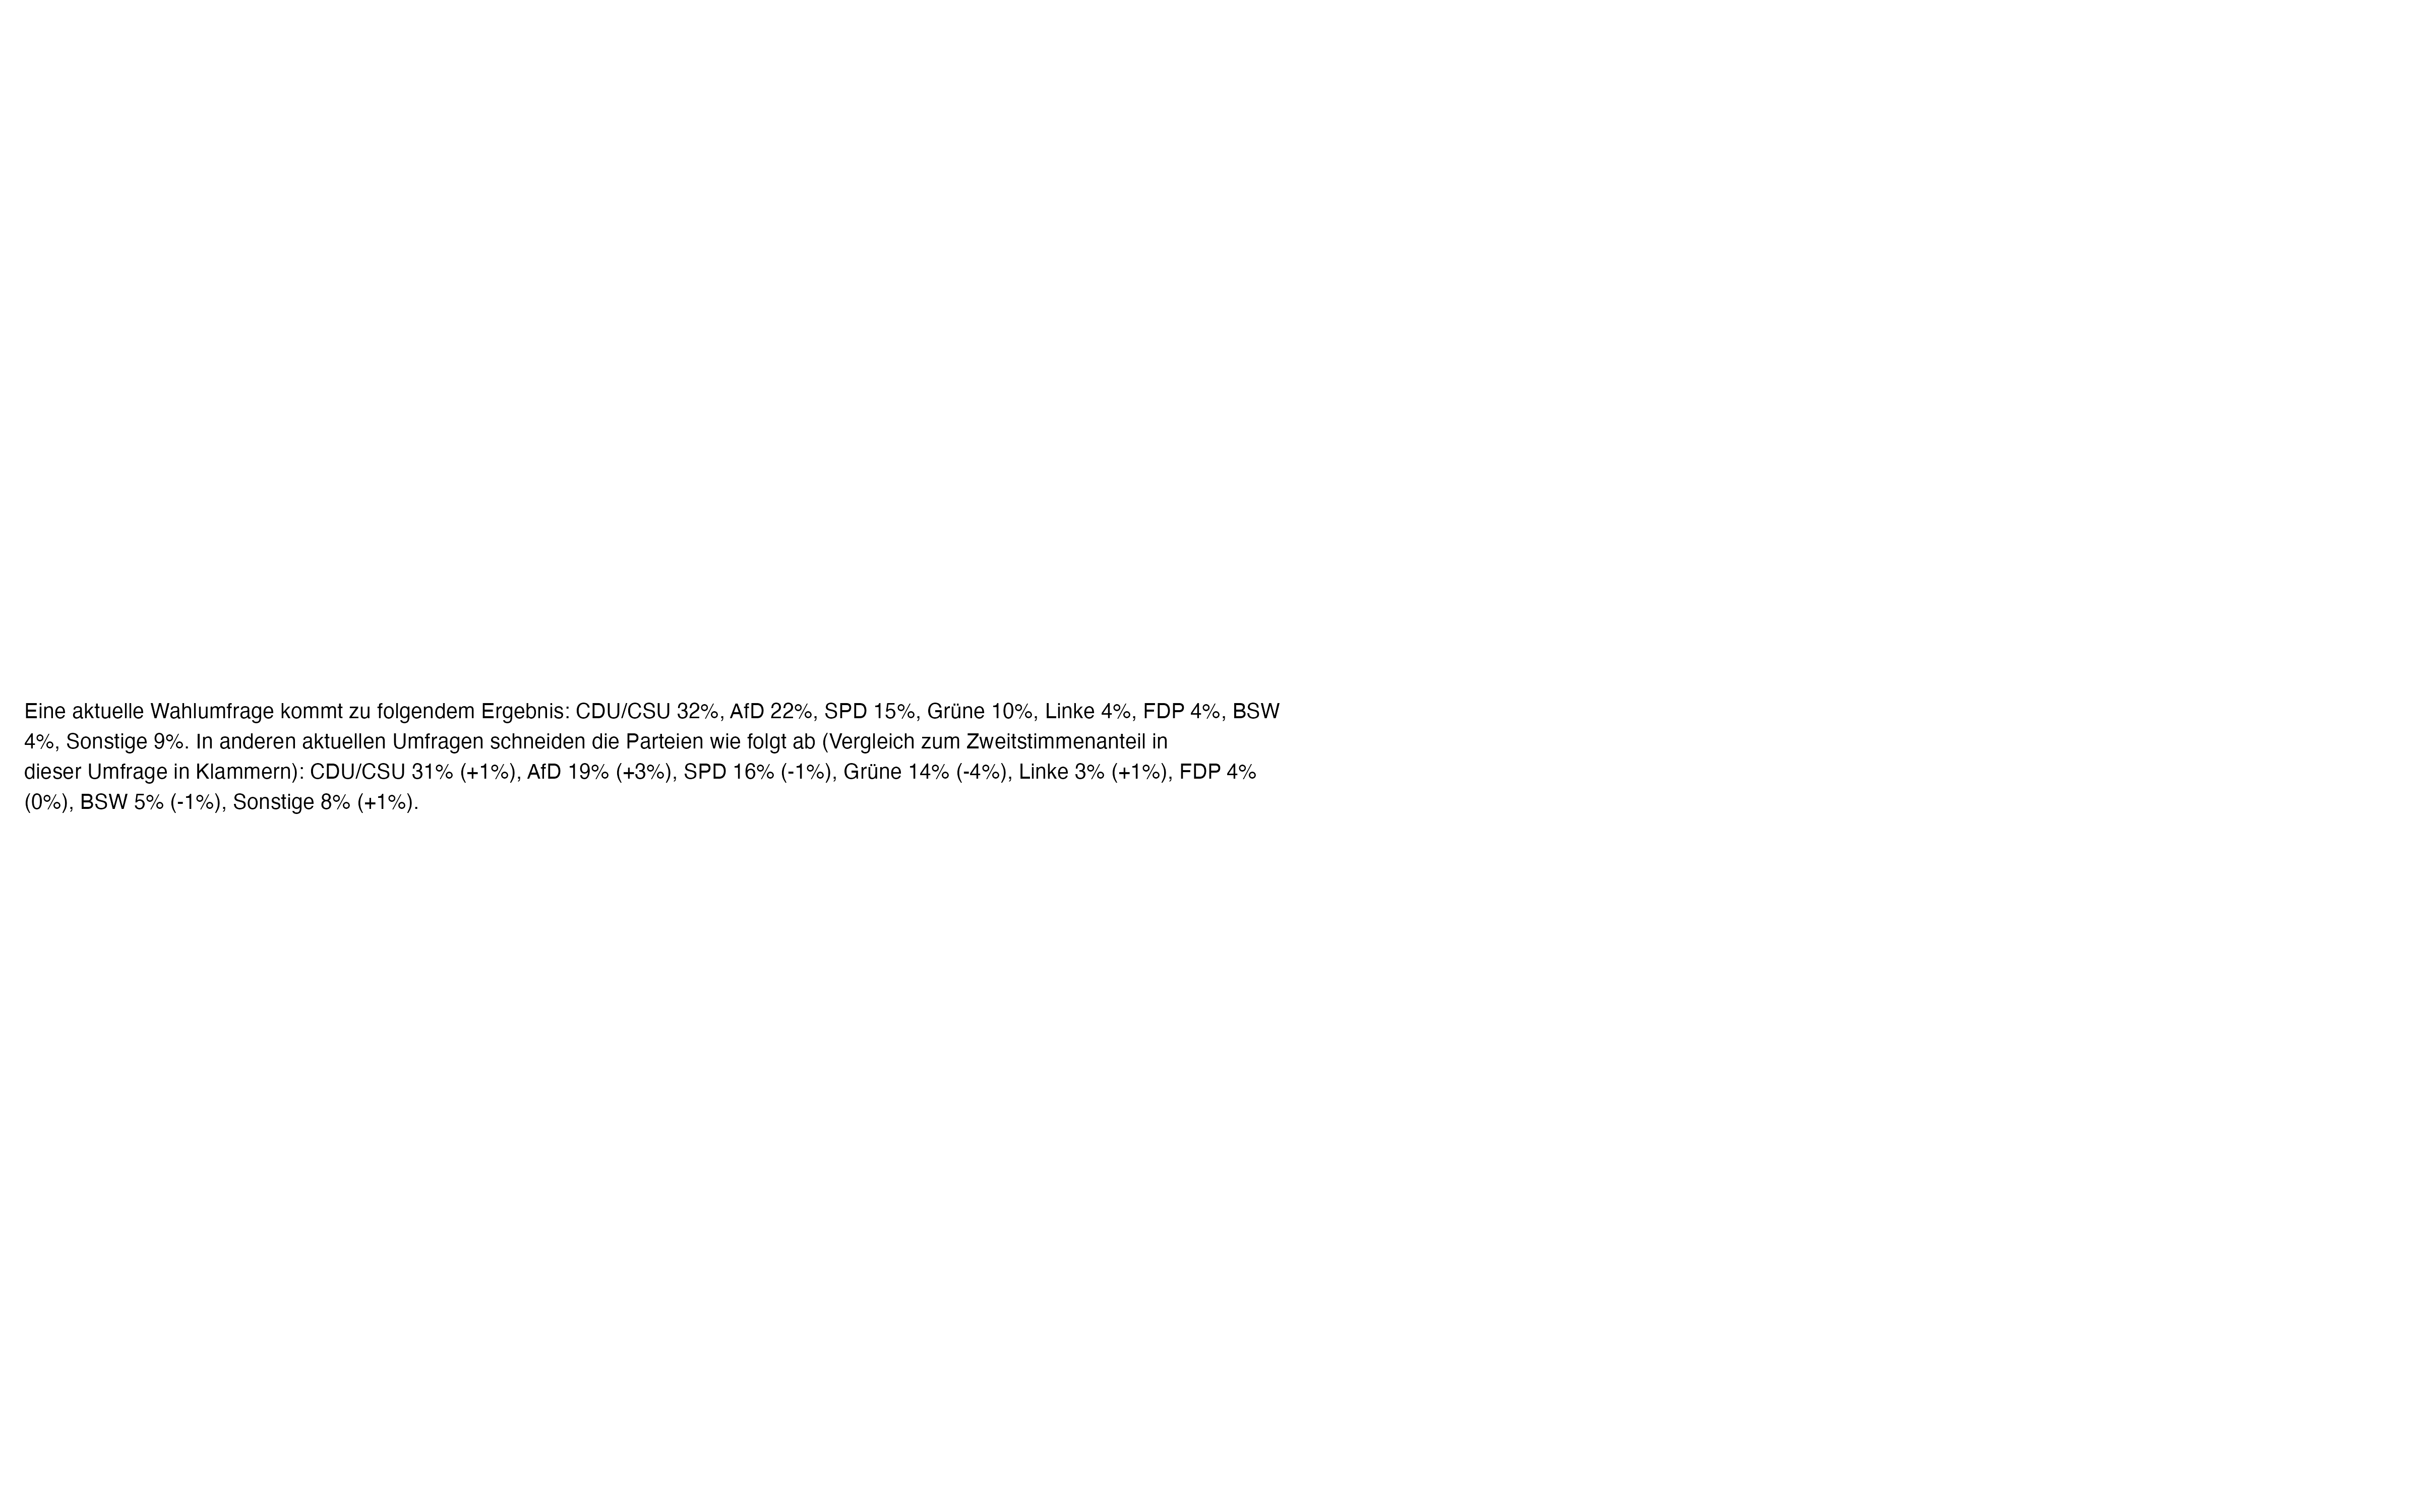 Eine aktuelle Wahlumfrage kommt zu folgendem Ergebnis: CDU/CSU 32%, AfD 22%, SPD 15%, Grüne 10%, Linke 4%, FDP 4%, BSW
4%, Sonstige 9%. In anderen aktuellen Umfragen schneiden die Parteien wie folgt ab (Vergleich zum Zweitstimmenanteil in
dieser Umfrage in Klammern): CDU/CSU 31% (+1%), AfD 19% (+3%), SPD 16% (-1%), Grüne 14% (-4%), Linke 3% (+1%), FDP 4%
(0%), BSW 5% (-1%), Sonstige 8% (+1%).